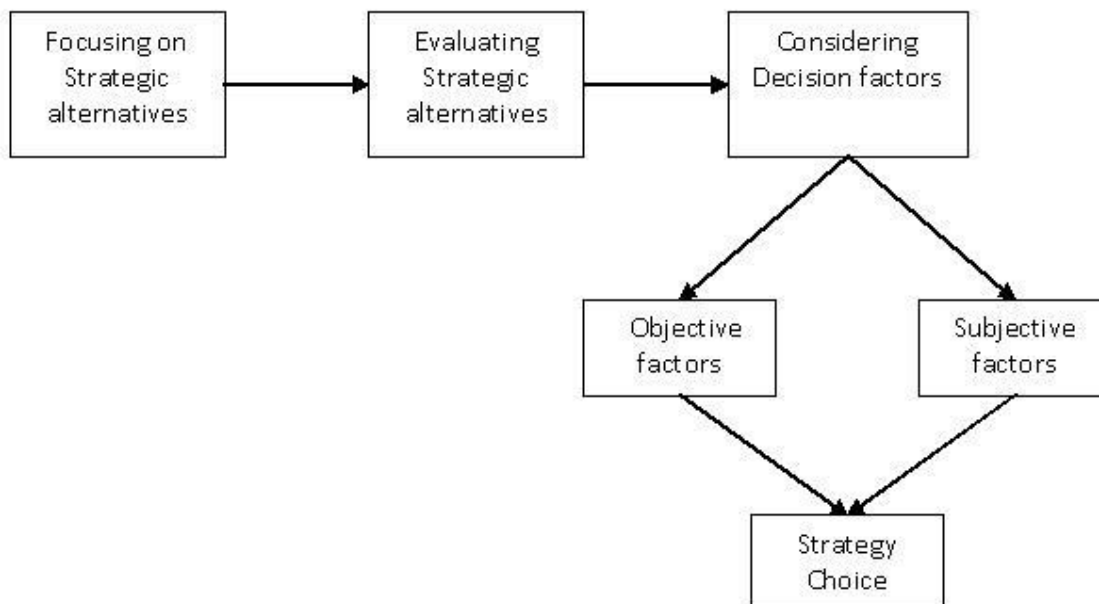 Focusing on
Strategic
alternatives
Evaluating
Strategic
alternatives
Considering
Decision factors
Objective
factors
Subjective
factors
Strategy
Choice